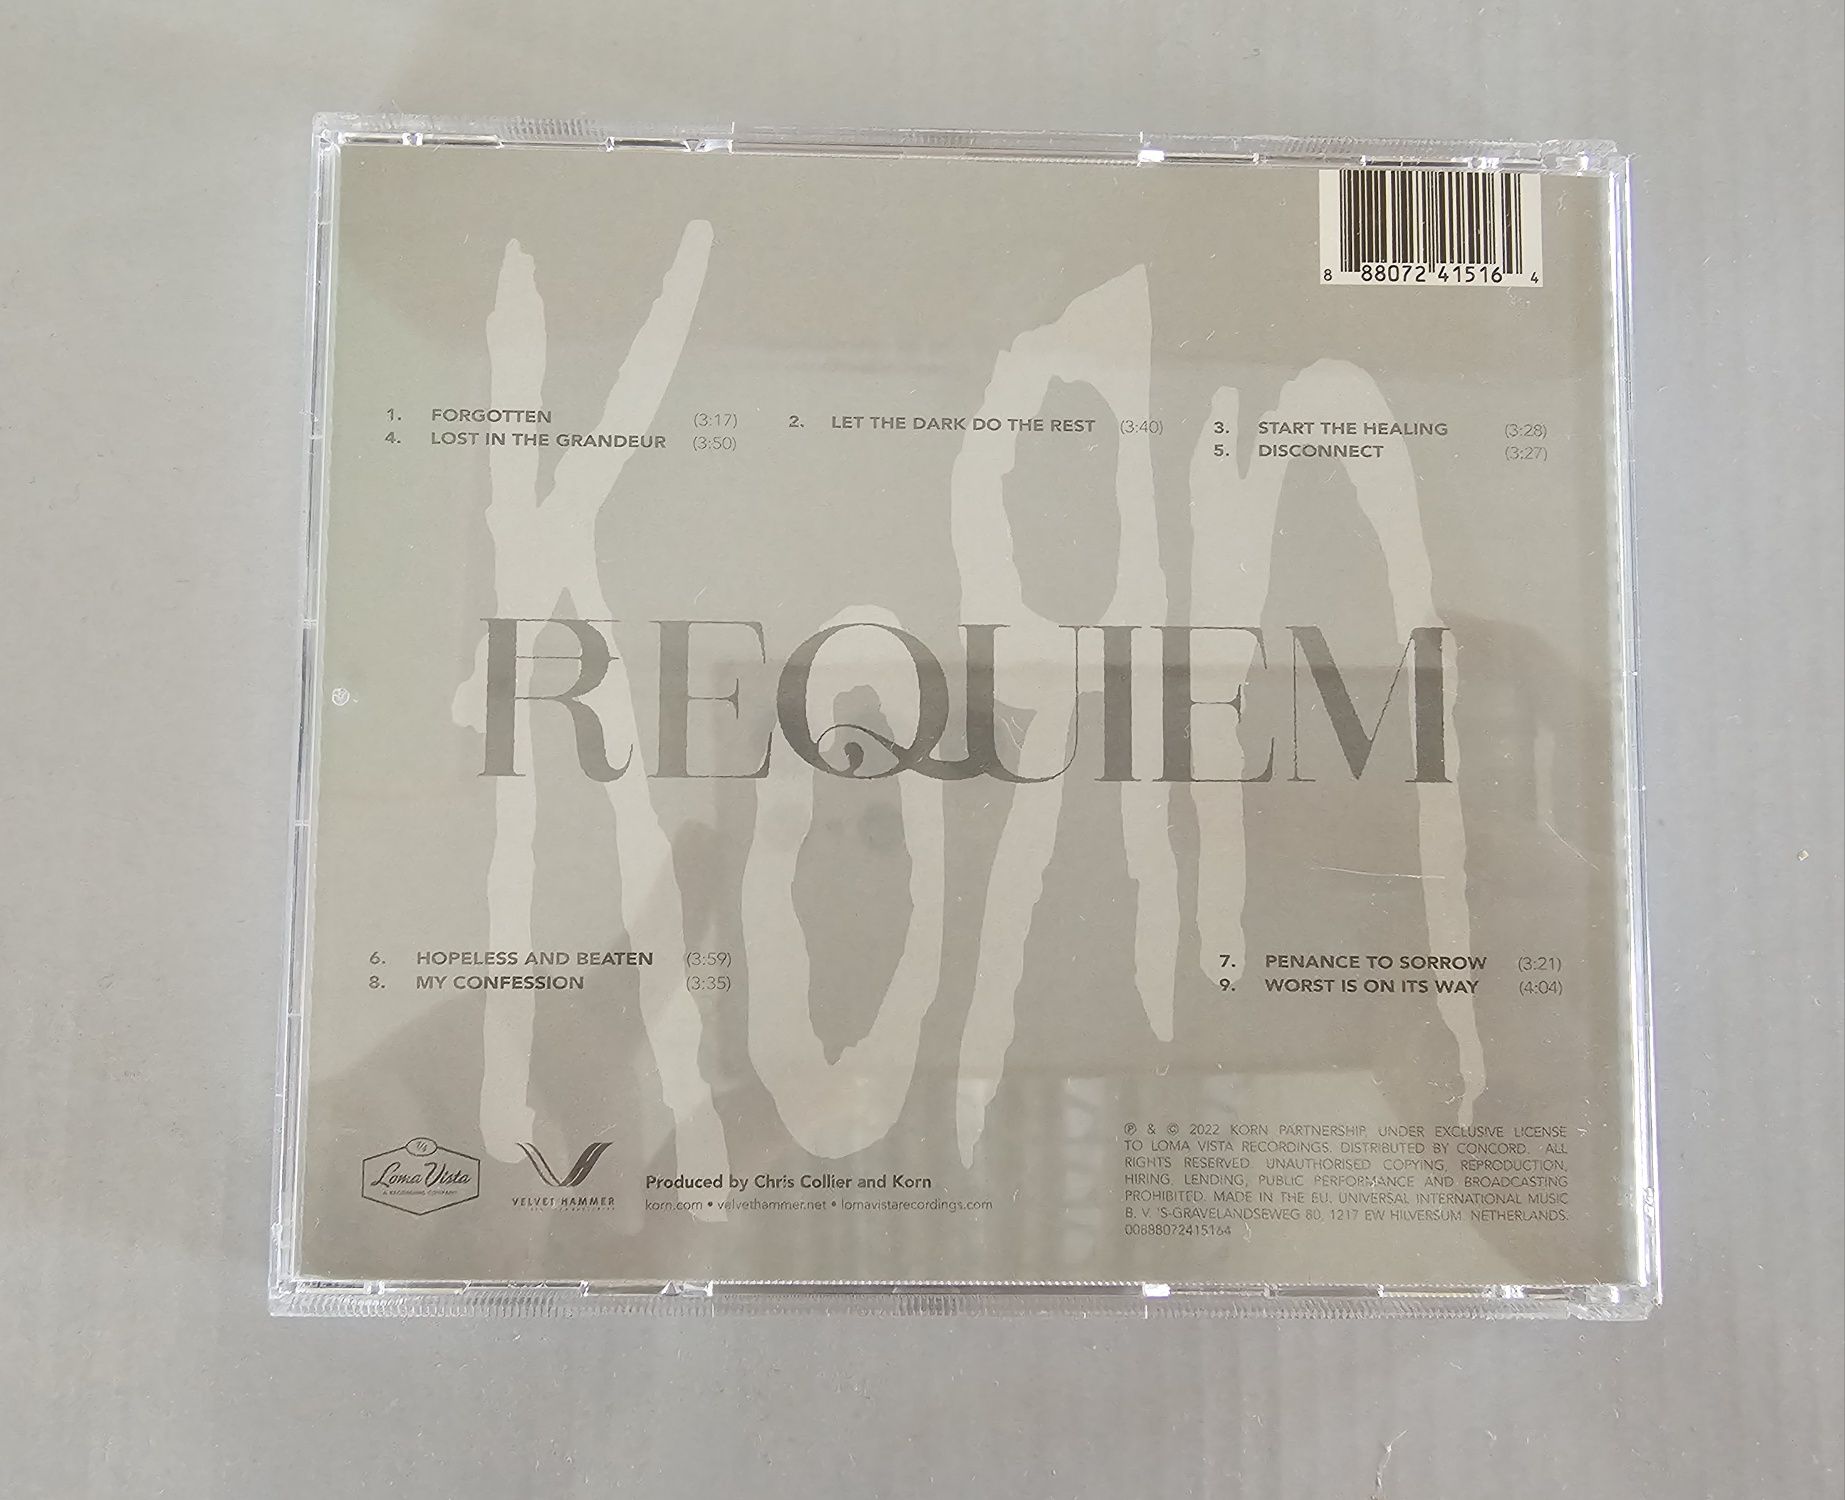 8 88072 41516 4
KoRn
1. FORGOTTEN (3:17) 2. LET THE DARK DO THE REST (3:40) 3. START THE HEALING (3:28)
4. LOST IN THE GRANDEUR (3:50) 5. DISCONNECT (3:27)
REQUIEM
6. HOPELESS AND BEATEN (3:59) 7. PENANCE TO SORROW (3:21)
8. MY CONFESSION (3:35) 9. WORST IS ON ITS WAY (4:04)
Loma Vista
A RECORDING COMPANY
VELVET HAMMER
Produced by Chris Collier and Korn
korn.com • velvethammer.net • lomavistarecordings.com
℗ & © 2022 KORN PARTNERSHIP, UNDER EXCLUSIVE LICENSE
TO LOMA VISTA RECORDINGS. DISTRIBUTED BY CONCORD. ALL
RIGHTS RESERVED. UNAUTHORISED COPYING, REPRODUCTION,
HIRING, LENDING, PUBLIC PERFORMANCE AND BROADCASTING
PROHIBITED. MADE IN THE EU. UNIVERSAL INTERNATIONAL MUSIC
B. V. 'S-GRAVELANDSEWEG 80, 1217 EW HILVERSUM. NETHERLANDS.
00888072415164